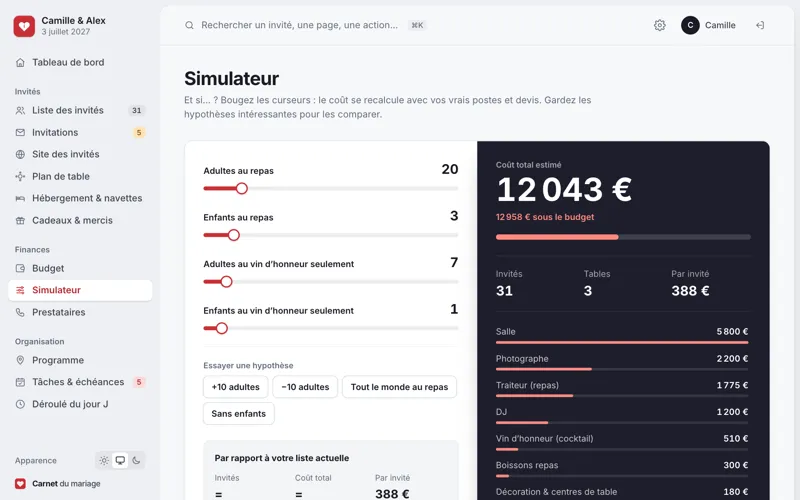 Camille & Alex
3 juillet 2027
Tableau de bord
Invités
Liste des invités 31
Invitations 5
Site des invités
Plan de table
Hébergement & navettes
Cadeaux & mercis
Finances
Budget
Simulateur
Prestataires
Organisation
Programme
Tâches & échéances 5
Déroulé du jour J
Apparence
Carnet du mariage
Rechercher un invité, une page, une action... ⌘K
C Camille
Simulateur
Et si... ? Bougez les curseurs : le coût se recalcule avec vos vrais postes et devis. Gardez les
hypothèses intéressantes pour les comparer.
Adultes au repas 20
Enfants au repas 3
Adultes au vin d'honneur seulement 7
Enfants au vin d'honneur seulement 1
Essayer une hypothèse
+10 adultes −10 adultes Tout le monde au repas
Sans enfants
Par rapport à votre liste actuelle
Invités Coût total Par invité
= = 388 €
Coût total estimé
12 043 €
12 958 € sous le budget
Invités Tables Par invité
31 3 388 €
Salle 5 800 €
Photographe 2 200 €
Traiteur (repas) 1 775 €
DJ 1 200 €
Vin d'honneur (cocktail) 510 €
Boissons repas 300 €
Décoration & centres de table 180 €